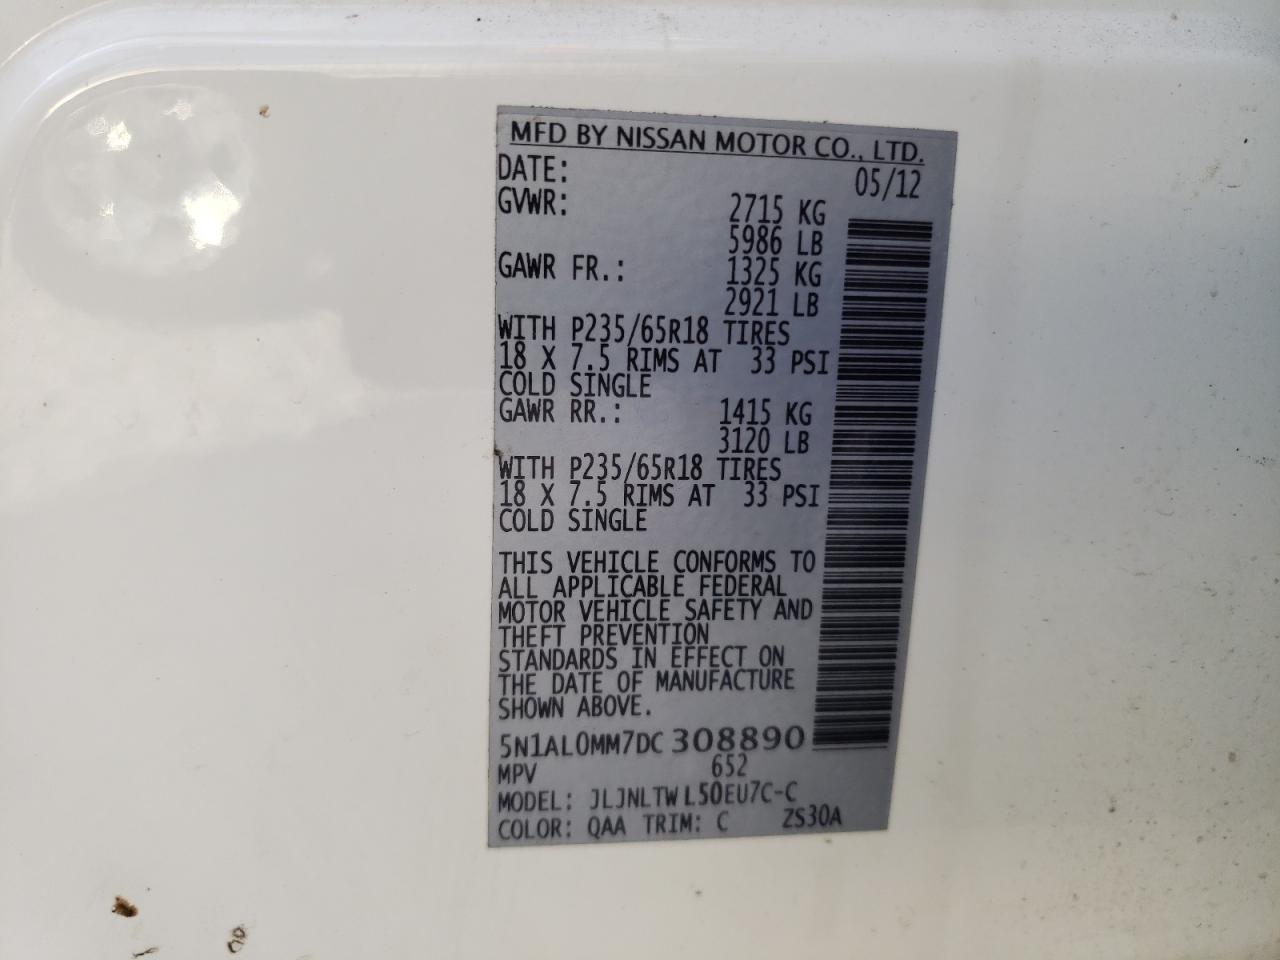 MFD BY NISSAN MOTOR CO., LTD.
DATE: 05/12
GVWR: 2715 KG
5986 LB
GAWR FR.: 1325 KG
2921 LB
WITH P235/65R18 TIRES
18 X 7.5 RIMS AT 33 PSI
COLD SINGLE
GAWR RR.: 1415 KG
3120 LB
WITH P235/65R18 TIRES
18 X 7.5 RIMS AT 33 PSI
COLD SINGLE
THIS VEHICLE CONFORMS TO
ALL APPLICABLE FEDERAL
MOTOR VEHICLE SAFETY AND
THEFT PREVENTION
STANDARDS IN EFFECT ON
THE DATE OF MANUFACTURE
SHOWN ABOVE.
5N1AL0MM7DC308890
MPV 652
MODEL: JLJNLTWL50EU7C-C
COLOR: QAA TRIM: C ZS30A